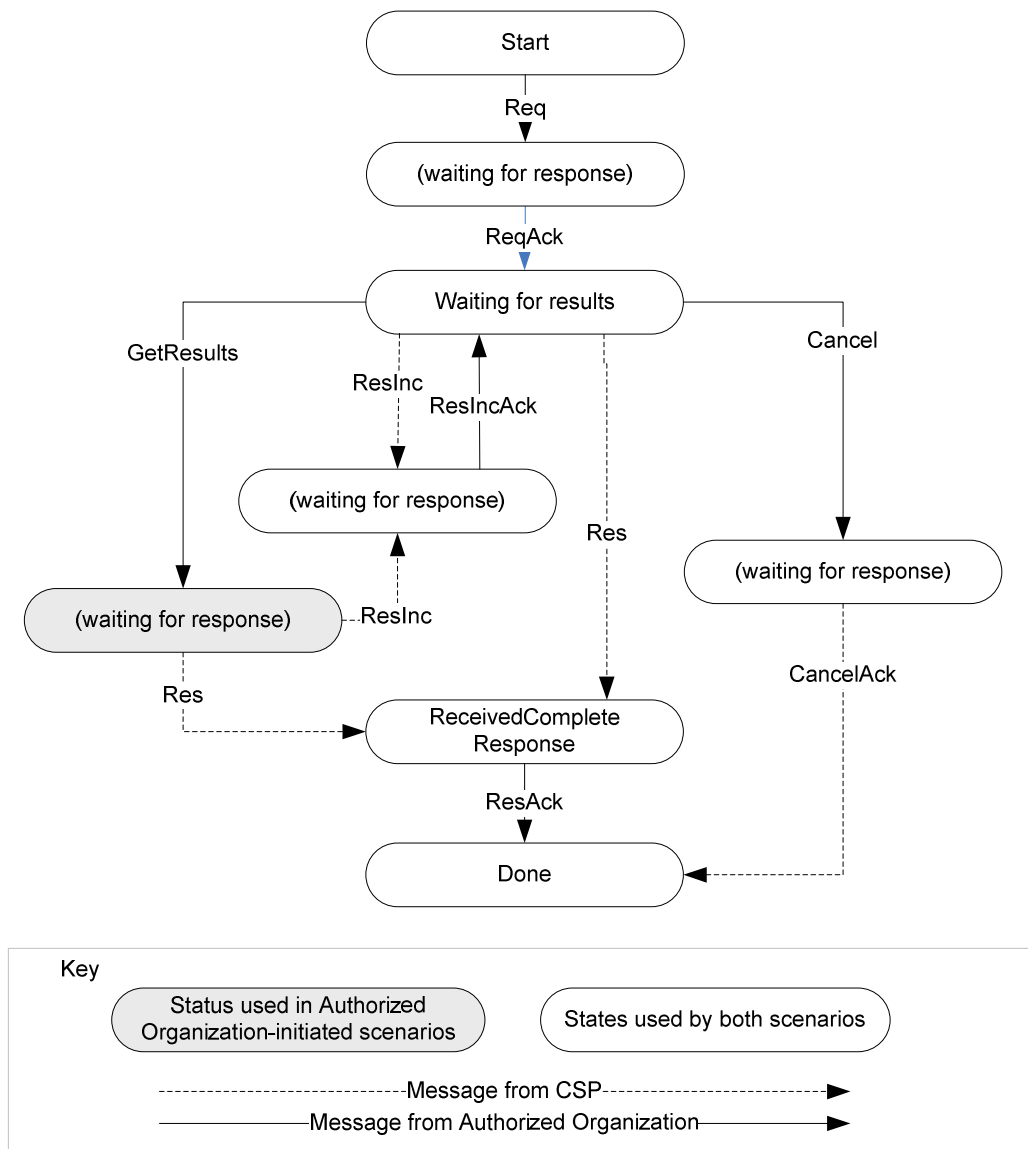 Start
Req
(waiting for response)
ReqAck
Waiting for results
GetResults
Cancel
ResInc
ResIncAck
(waiting for response)
Res
(waiting for response)
(waiting for response)
ResInc
Res
CancelAck
ReceivedComplete
Response
ResAck
Done
Key
Status used in Authorized
Organization-initiated scenarios
States used by both scenarios
Message from CSP
Message from Authorized Organization